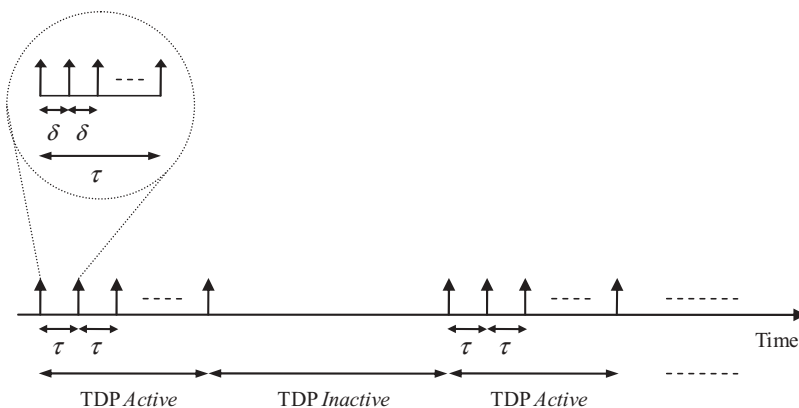 δ δ
τ
τ τ
τ τ
Time
TDP Active
TDP Inactive
TDP Active